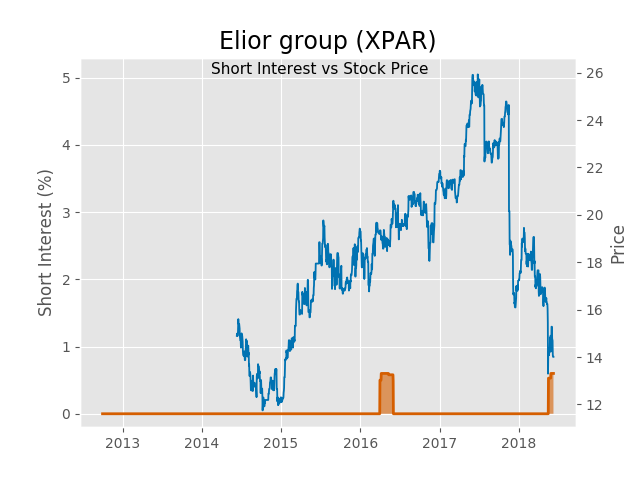 Elior group (XPAR)
Short Interest vs Stock Price
Short Interest (%)
5
4
3
2
1
0
26
24
22
20
18
16
14
12
Price
2013 2014 2015 2016 2017 2018